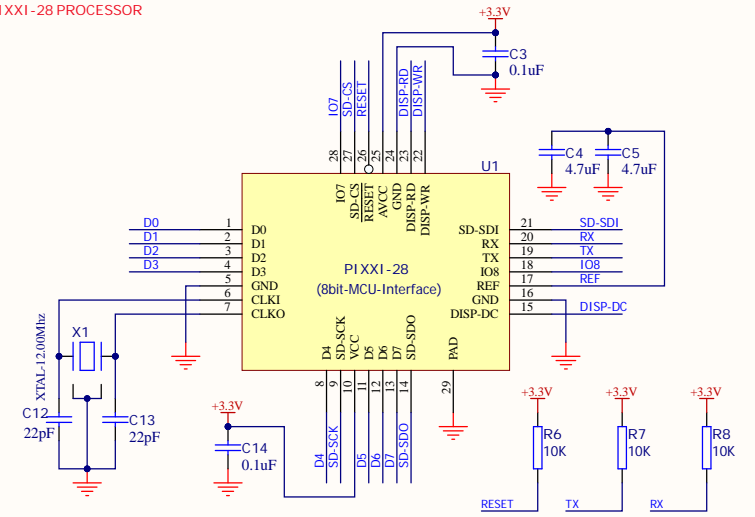 IXXI-28 PROCESSOR
+3.3V
C3
0.1uF
IO7
SD-CS
RESET
DISP-RD
DISP-WR
28
27
26
25
24
23
22
U1
C4
4.7uF
C5
4.7uF
IO7
SD-CS
RESET
AVCC
GND
DISP-RD
DISP-WR
D0 1 D0
D1 2 D1
D2 3 D2
D3 4 D3
5 GND
6 CLKI
7 CLKO
PIXXI-28
(8bit-MCU-Interface)
SD-SDI 21 SD-SDI
RX 20 RX
TX 19 TX
IO8 18 IO8
REF 17 REF
GND 16
DISP-DC 15 DISP-DC
X1
XTAL-12.00Mhz
C12
22pF
C13
22pF
D4
SD-SCK
VCC
D5
D6
D7
SD-SDO
PAD
8
9
10
11
12
13
14
29
+3.3V
C14
0.1uF
D4
SD-SCK
D5
D6
D7
SD-SDO
+3.3V
R6
10K
RESET
+3.3V
R7
10K
TX
+3.3V
R8
10K
RX